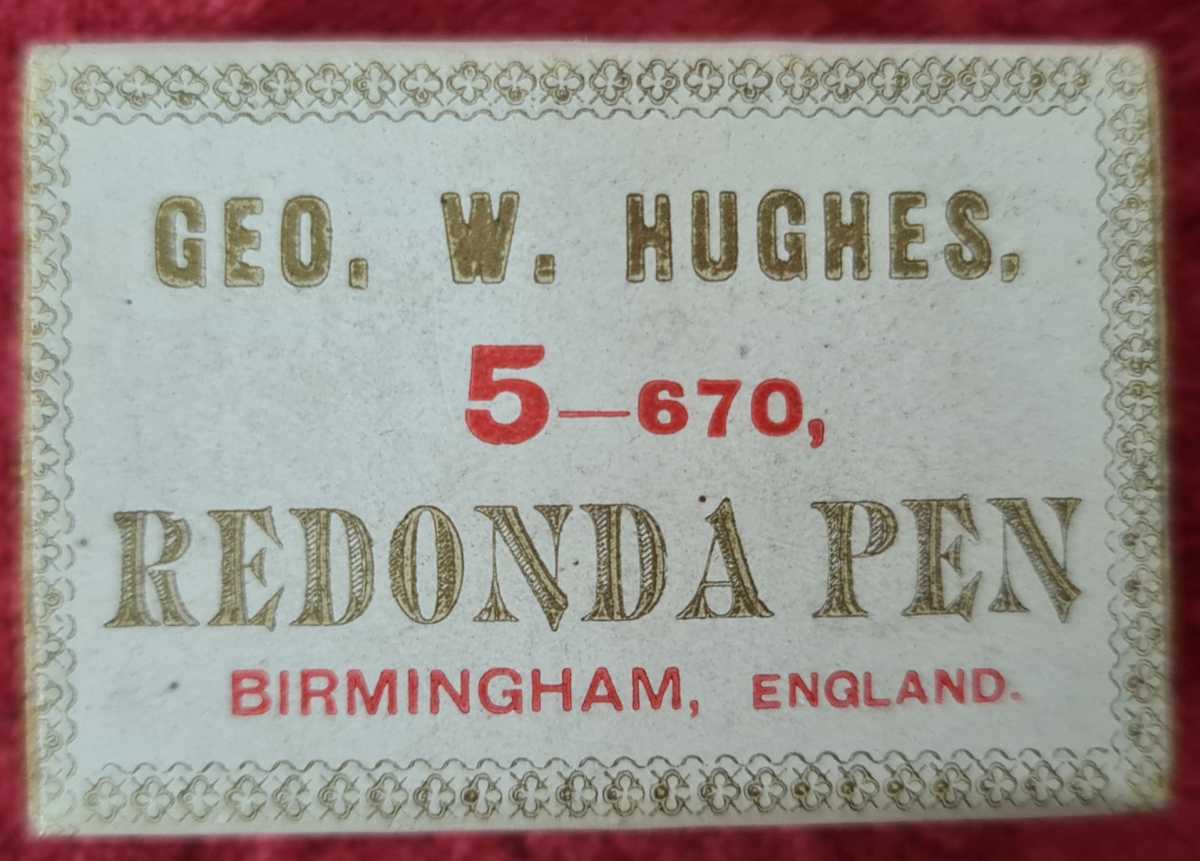 GEO. W. HUGHES,
5—670,
REDONDA PEN
BIRMINGHAM, ENGLAND.